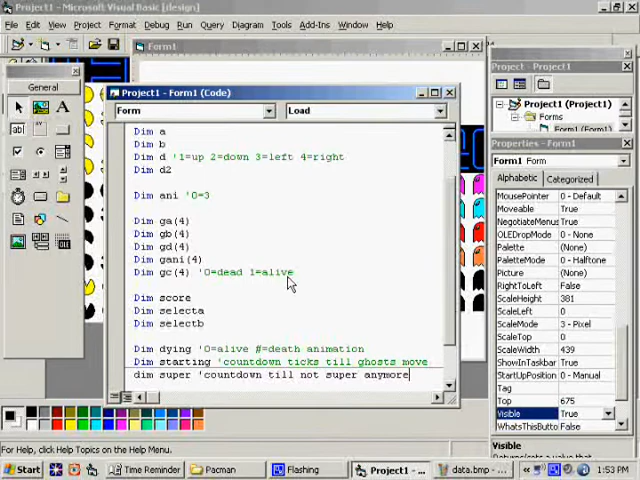 Project1 - Microsoft Visual Basic [design]
File Edit View Project Format Debug Run Query Diagram Tools Add-Ins Window Help
Form1
General
A
ab|
Project1 - Form1 (Code)
Form Load
Dim a
Dim b
Dim d '1=up 2=down 3=left 4=right
Dim d2
Dim ani '0=3
Dim ga(4)
Dim gb(4)
Dim gd(4)
Dim gani(4)
Dim gc(4) '0=dead 1=alive
Dim score
Dim selecta
Dim selectb
Dim dying '0=alive #=death animation
Dim starting 'countdown ticks till ghosts move
dim super 'countdown till not super anymore
Project1 (Project1)
Forms
Form1 (Form1)
Properties - Form1
Form1 Form
Alphabetic Categorized
MousePointer 0 - Default
Moveable True
NegotiateMenus True
OLEDropMode 0 - None
Palette (None)
PaletteMode 0 - Halftone
Picture (None)
RightToLeft False
ScaleHeight 381
ScaleMode 3 - Pixel
ScaleWidth 439
ShowInTaskbar True
StartUpPosition 0 - Manual
Tag
Top 675
Visible True
WhatsThisButton False
Visible
For Help, click Help Topics on the Help Menu.
Start Time Reminder Pacman Flashing Project1 - ... data.bmp - ... 1:53 PM